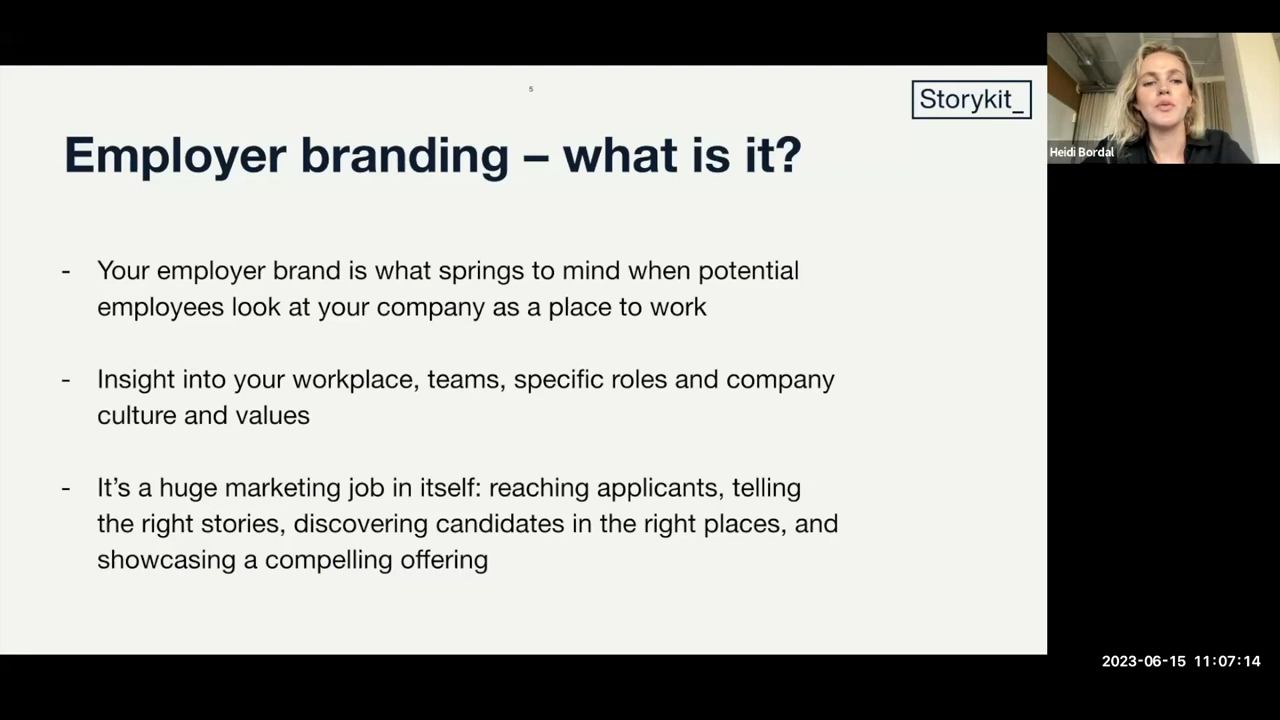 5
Storykit_
Employer branding – what is it?
- Your employer brand is what springs to mind when potential
employees look at your company as a place to work
- Insight into your workplace, teams, specific roles and company
culture and values
- It’s a huge marketing job in itself: reaching applicants, telling
the right stories, discovering candidates in the right places, and
showcasing a compelling offering
Heidi Bordal
2023-06-15 11:07:14